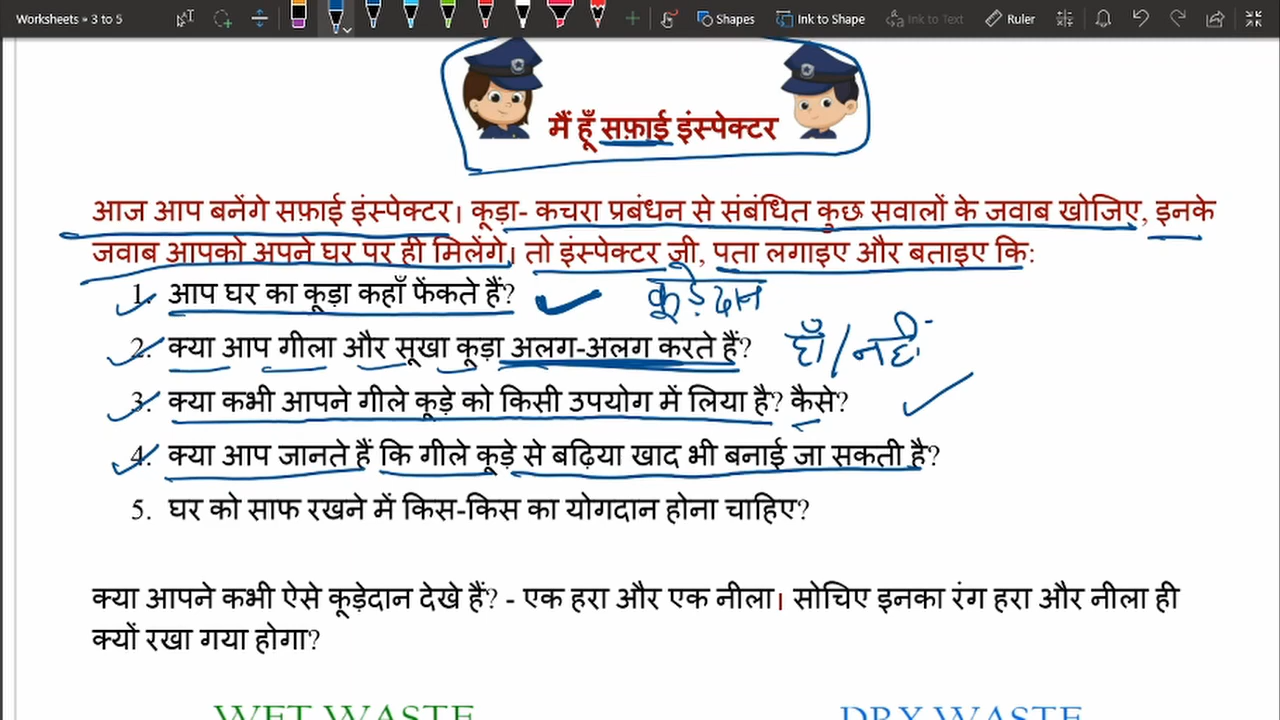 Worksheets » 3 to 5
Shapes
Ink to Shape
Ink to Text
Ruler
मैं हूँ सफ़ाई इंस्पेक्टर
आज आप बनेंगे सफ़ाई इंस्पेक्टर। कूड़ा- कचरा प्रबंधन से संबंधित कुछ सवालों के जवाब खोजिए, इनके
जवाब आपको अपने घर पर ही मिलेंगे। तो इंस्पेक्टर जी, पता लगाइए और बताइए कि:
1. आप घर का कूड़ा कहाँ फेंकते हैं? कूड़ेदान
2. क्या आप गीला और सूखा कूड़ा अलग-अलग करते हैं? हाँ/नहीं
3. क्या कभी आपने गीले कूड़े को किसी उपयोग में लिया है? कैसे?
4. क्या आप जानते हैं कि गीले कूड़े से बढ़िया खाद भी बनाई जा सकती है?
5. घर को साफ रखने में किस-किस का योगदान होना चाहिए?
क्या आपने कभी ऐसे कूड़ेदान देखे हैं? - एक हरा और एक नीला। सोचिए इनका रंग हरा और नीला ही
क्यों रखा गया होगा?
WET WASTE
DRY WASTE